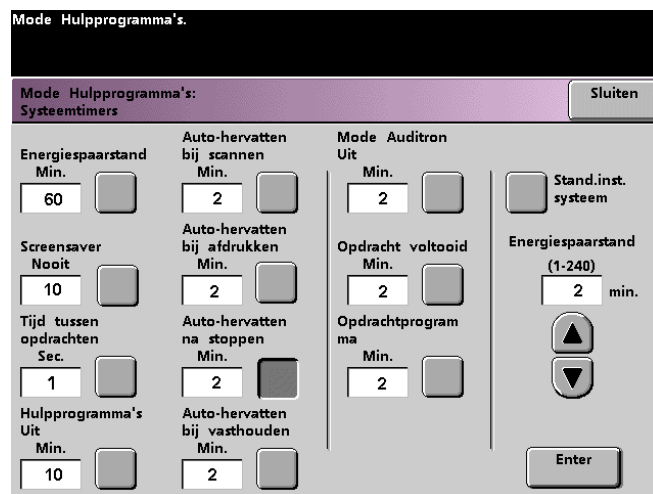 Mode Hulpprogramma's.
Mode Hulpprogramma's:
Systeemtimers
Sluiten
Energiespaarstand
Min.
60
Screensaver
Nooit
10
Tijd tussen
opdrachten
Sec.
1
Hulpprogramma's
Uit
Min.
10
Auto-hervatten
bij scannen
Min.
2
Auto-hervatten
bij afdrukken
Min.
2
Auto-hervatten
na stoppen
Min.
2
Auto-hervatten
bij vasthouden
Min.
2
Mode Auditron
Uit
Min.
2
Opdracht voltooid
Min.
2
Opdrachtprogram
ma
Min.
2
Stand.inst.
systeem
Energiespaarstand
(1-240)
2 min.
Enter